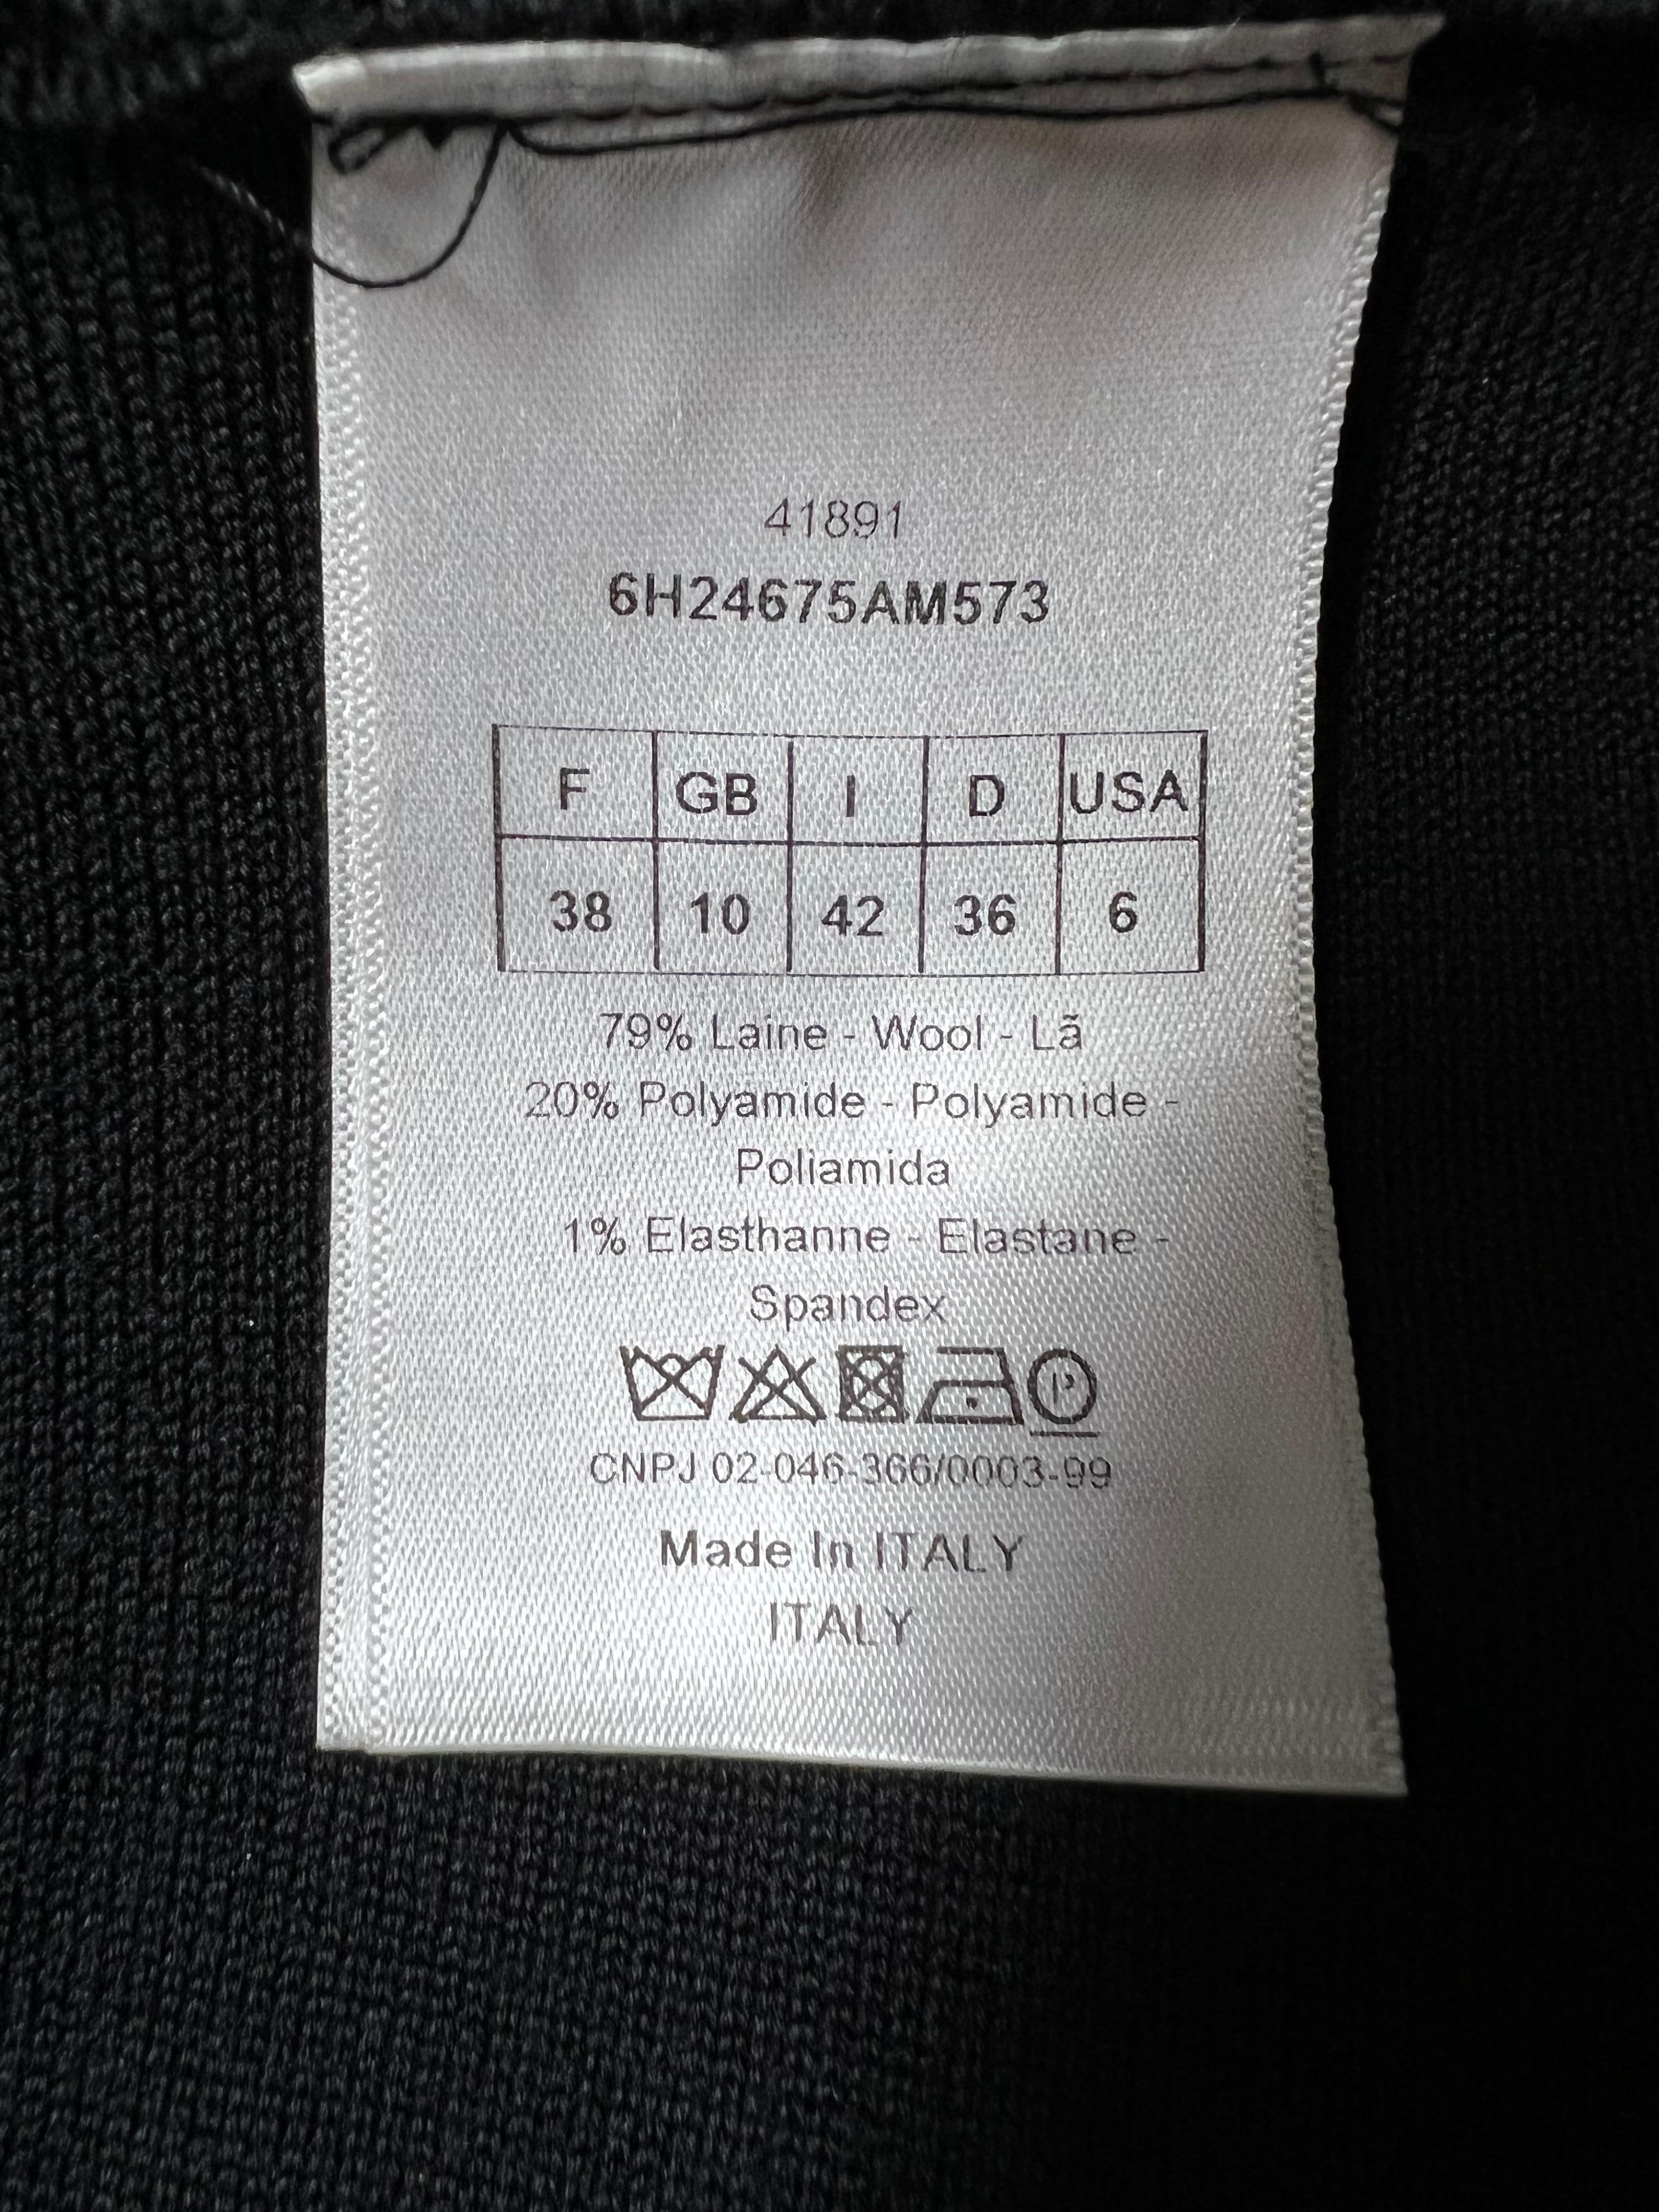 41891
6H24675AM573
F GB I D USA
38 10 42 36 6
79% Laine - Wool - Lã
20% Polyamide - Polyamide -
Poliamida
1% Elasthanne - Elastane -
Spandex
P
CNPJ 02-046-366/0003-99
Made In ITALY
ITALY